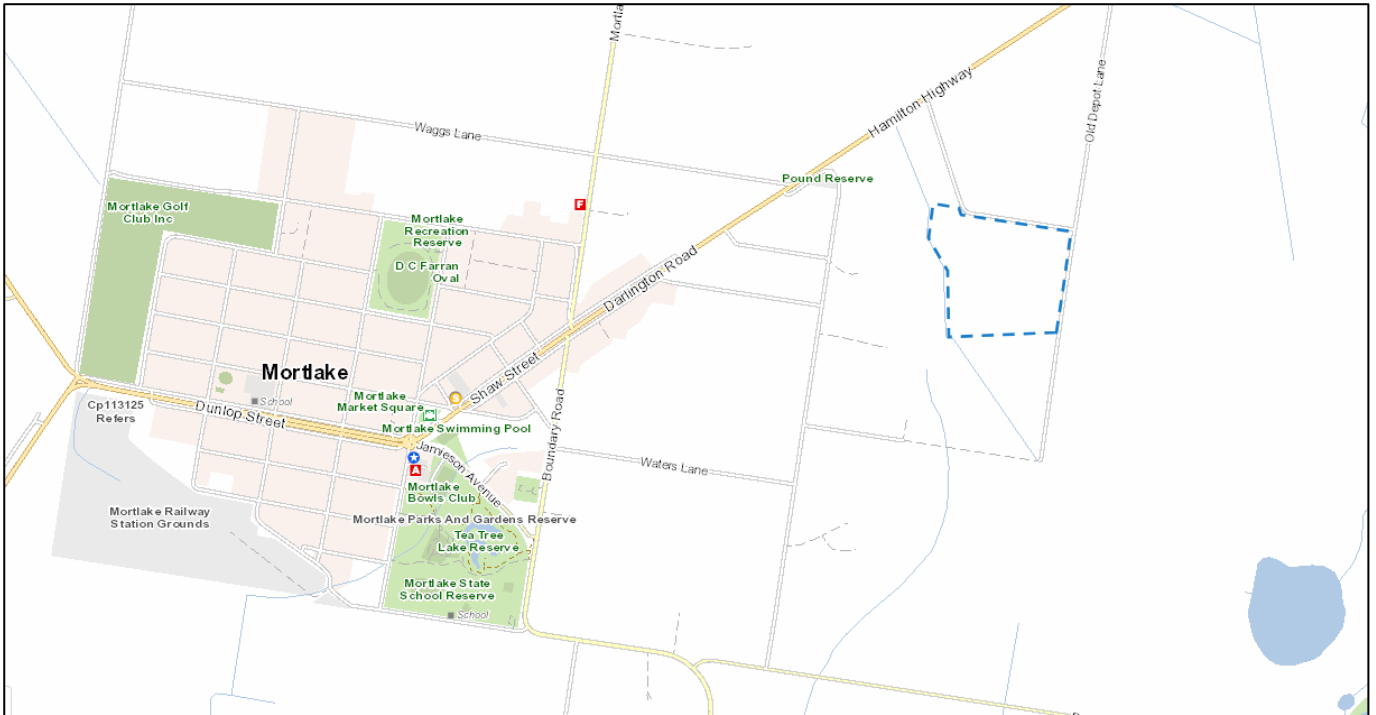 Mortla
Hamilton Highway
Old Depot Lane
Waggs Lane
Pound Reserve
Mortlake Golf
Club Inc
Mortlake
Recreation
Reserve
F
D C Farran
Oval
Darlington Road
Mortlake
School
Shaw Street
Cp113125
Refers
Dunlop Street
Mortlake
Market Square
S
Mortlake Swimming Pool
Boundary Road
Jamieson Avenue
A
Waters Lane
Mortlake
Bowls Club
Mortlake Railway
Station Grounds
Mortlake Parks And Gardens Reserve
Tea Tree
Lake Reserve
Mortlake State
School Reserve
School